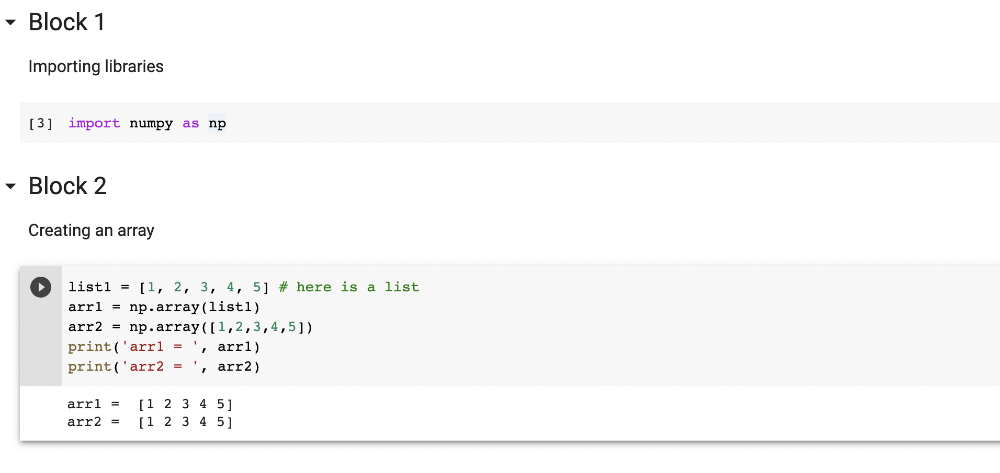 Block 1
Importing libraries
[3] import numpy as np
Block 2
Creating an array
list1 = [1, 2, 3, 4, 5] # here is a list
arr1 = np.array(list1)
arr2 = np.array([1,2,3,4,5])
print('arr1 = ', arr1)
print('arr2 = ', arr2)
arr1 =  [1 2 3 4 5]
arr2 =  [1 2 3 4 5]